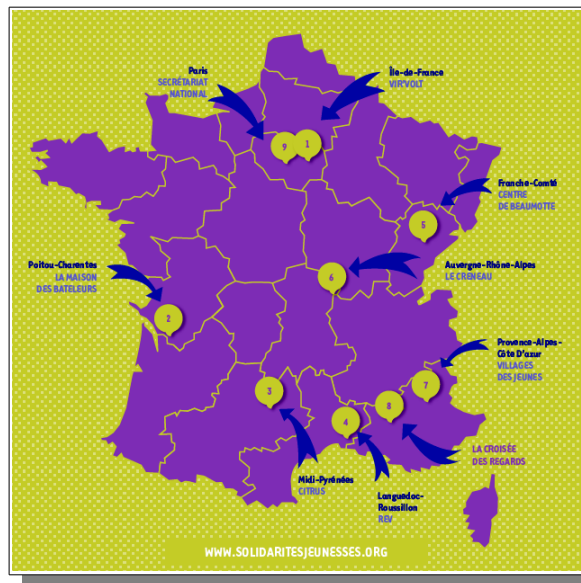 Paris
SECRÉTARIAT
NATIONAL
Île-de-France
VIR'VOLT
9
1
Franche-Comté
CENTRE
DE BEAUMOTTE
5
Poitou-Charentes
LA MAISON
DES BATELEURS
2
6
Auvergne-Rhône-Alpes
LE CRENEAU
Provence-Alpes-
Côte D'azur
VILLAGES
DES JEUNES
7
3
8
4
LA CROISÉE
DES REGARDS
Midi-Pyrénées
CITRUS
Languedoc-
Roussillon
REV
WWW.SOLIDARITESJEUNESSES.ORG